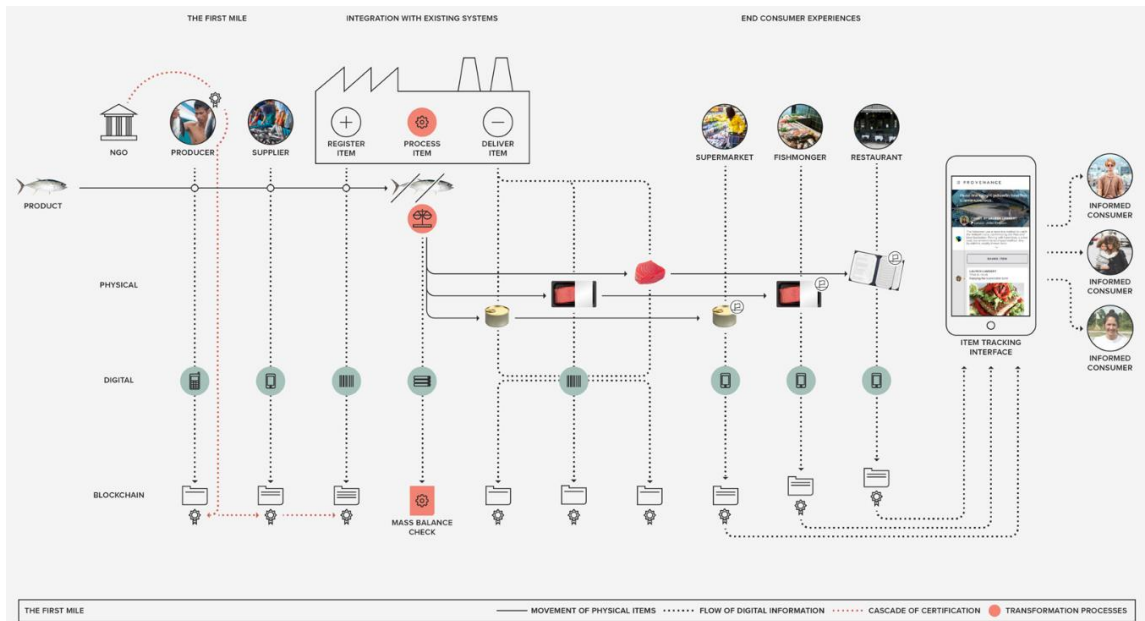 THE FIRST MILE
INTEGRATION WITH EXISTING SYSTEMS
END CONSUMER EXPERIENCES
NGO
PRODUCER
SUPPLIER
REGISTER
ITEM
PROCESS
ITEM
DELIVER
ITEM
SUPERMARKET
FISHMONGER
RESTAURANT
PRODUCT
PROVENANCE
INFORMED
CONSUMER
INFORMED
CONSUMER
INFORMED
CONSUMER
PHYSICAL
ITEM TRACKING
INTERFACE
DIGITAL
BLOCKCHAIN
MASS BALANCE
CHECK
THE FIRST MILE
MOVEMENT OF PHYSICAL ITEMS
FLOW OF DIGITAL INFORMATION
CASCADE OF CERTIFICATION
TRANSFORMATION PROCESSES